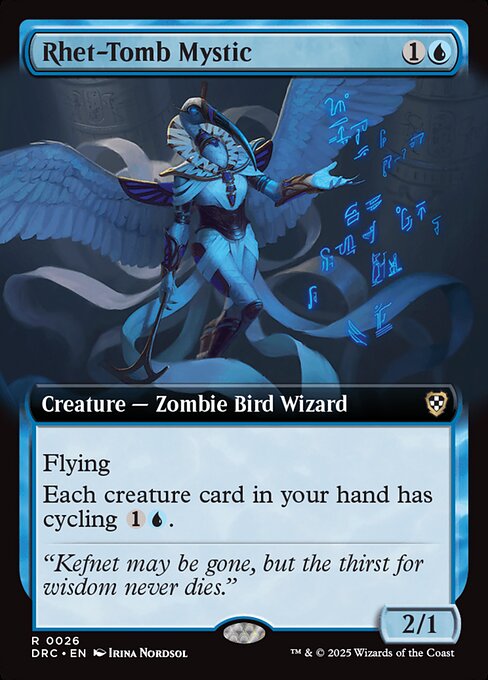 Rhet-Tomb Mystic 1
Creature — Zombie Bird Wizard
Flying
Each creature card in your hand has
cycling 1.
“Kefnet may be gone, but the thirst for
wisdom never dies.”
2/1
R 0026
DRC • EN Irina Nordsol
™ & © 2025 Wizards of the Coast